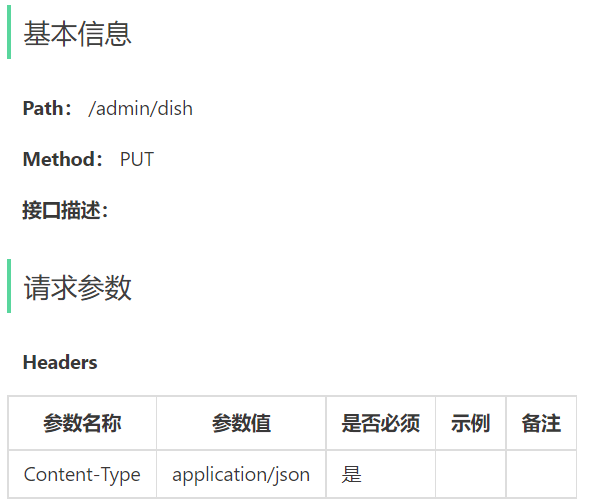 基本信息
Path： /admin/dish
Method： PUT
接口描述：
请求参数
Headers
参数名称 参数值 是否必须 示例 备注
Content-Type application/json 是